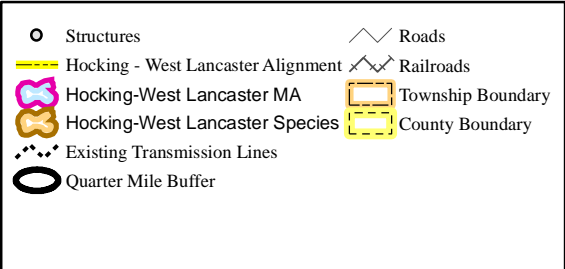 Structures
Hocking - West Lancaster Alignment
Hocking-West Lancaster MA
Hocking-West Lancaster Species
Existing Transmission Lines
Quarter Mile Buffer
Roads
Railroads
Township Boundary
County Boundary